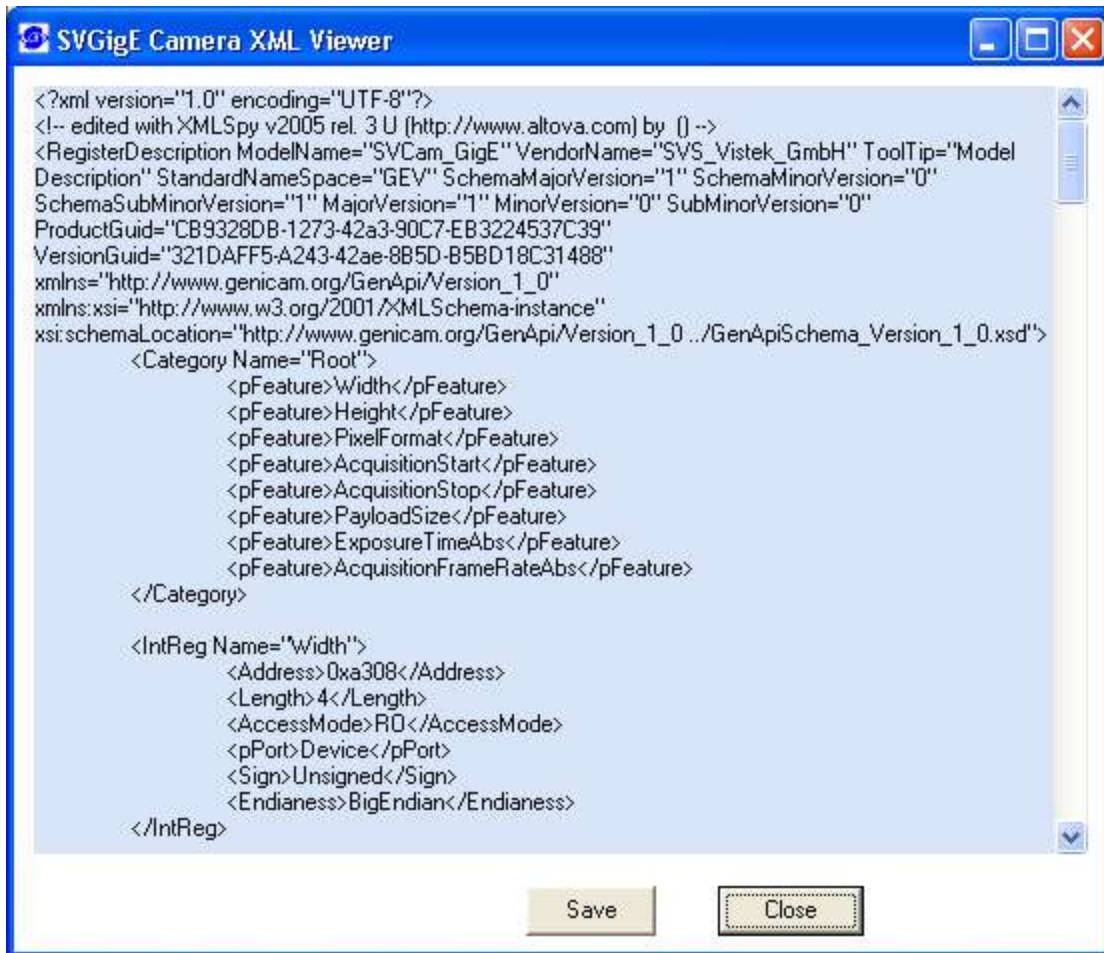 SVGigE Camera XML Viewer
<?xml version="1.0" encoding="UTF-8"?>
<!-- edited with XMLSpy v2005 rel. 3 U (http://www.altova.com) by  () -->
<RegisterDescription ModelName="SVCam_GigE" VendorName="SVS_Vistek_GmbH" ToolTip="Model
Description" StandardNameSpace="GEV" SchemaMajorVersion="1" SchemaMinorVersion="0"
SchemaSubMinorVersion="1" MajorVersion="1" MinorVersion="0" SubMinorVersion="0"
ProductGuid="CB9328DB-1273-42a3-90C7-EB3224537C39"
VersionGuid="321DAFF5-A243-42ae-8B5D-B5BD18C31488"
xmlns="http://www.genicam.org/GenApi/Version_1_0"
xmlns:xsi="http://www.w3.org/2001/XMLSchema-instance"
xsi:schemaLocation="http://www.genicam.org/GenApi/Version_1_0 ../GenApiSchema_Version_1_0.xsd">
<Category Name="Root">
<pFeature>Width</pFeature>
<pFeature>Height</pFeature>
<pFeature>PixelFormat</pFeature>
<pFeature>AcquisitionStart</pFeature>
<pFeature>AcquisitionStop</pFeature>
<pFeature>PayloadSize</pFeature>
<pFeature>ExposureTimeAbs</pFeature>
<pFeature>AcquisitionFrameRateAbs</pFeature>
</Category>
<IntReg Name="Width">
<Address>0xa308</Address>
<Length>4</Length>
<AccessMode>RO</AccessMode>
<pPort>Device</pPort>
<Sign>Unsigned</Sign>
<Endianess>BigEndian</Endianess>
</IntReg>
Save
Close